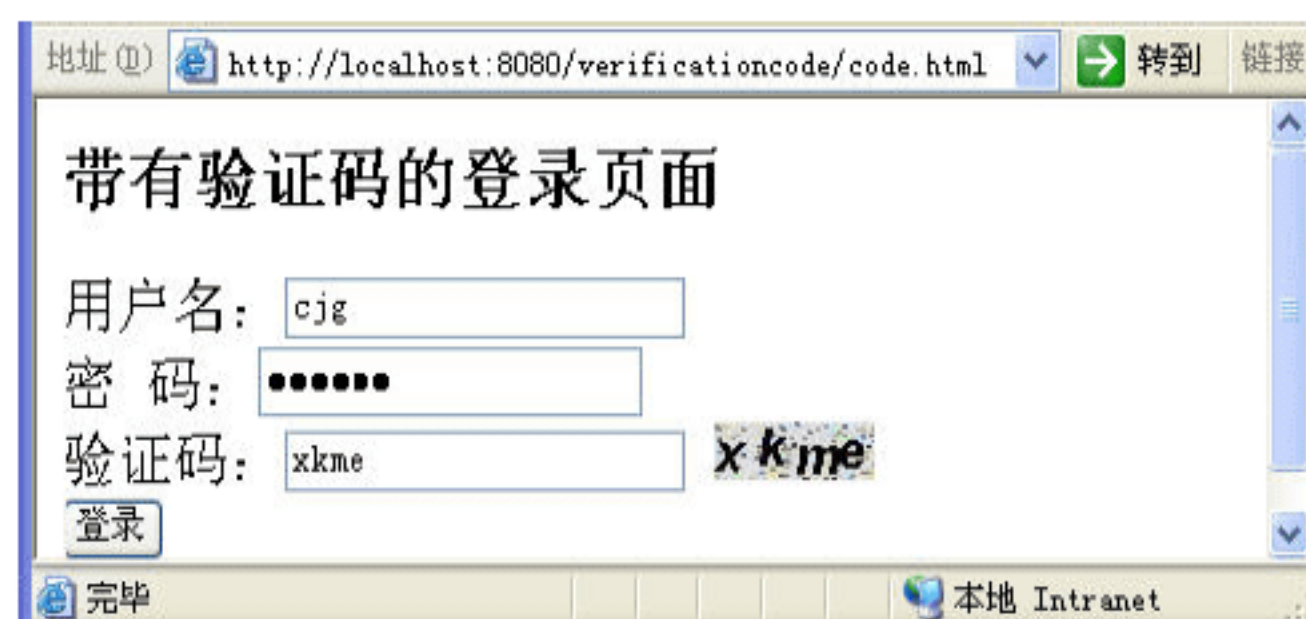 地址(D) http://localhost:8080/verificationcode/code.html 转到 链接
带有验证码的登录页面
用户名: cjg
密 码: ●●●●●●
验证码: xkme xkme
登录
完毕 本地 Intranet